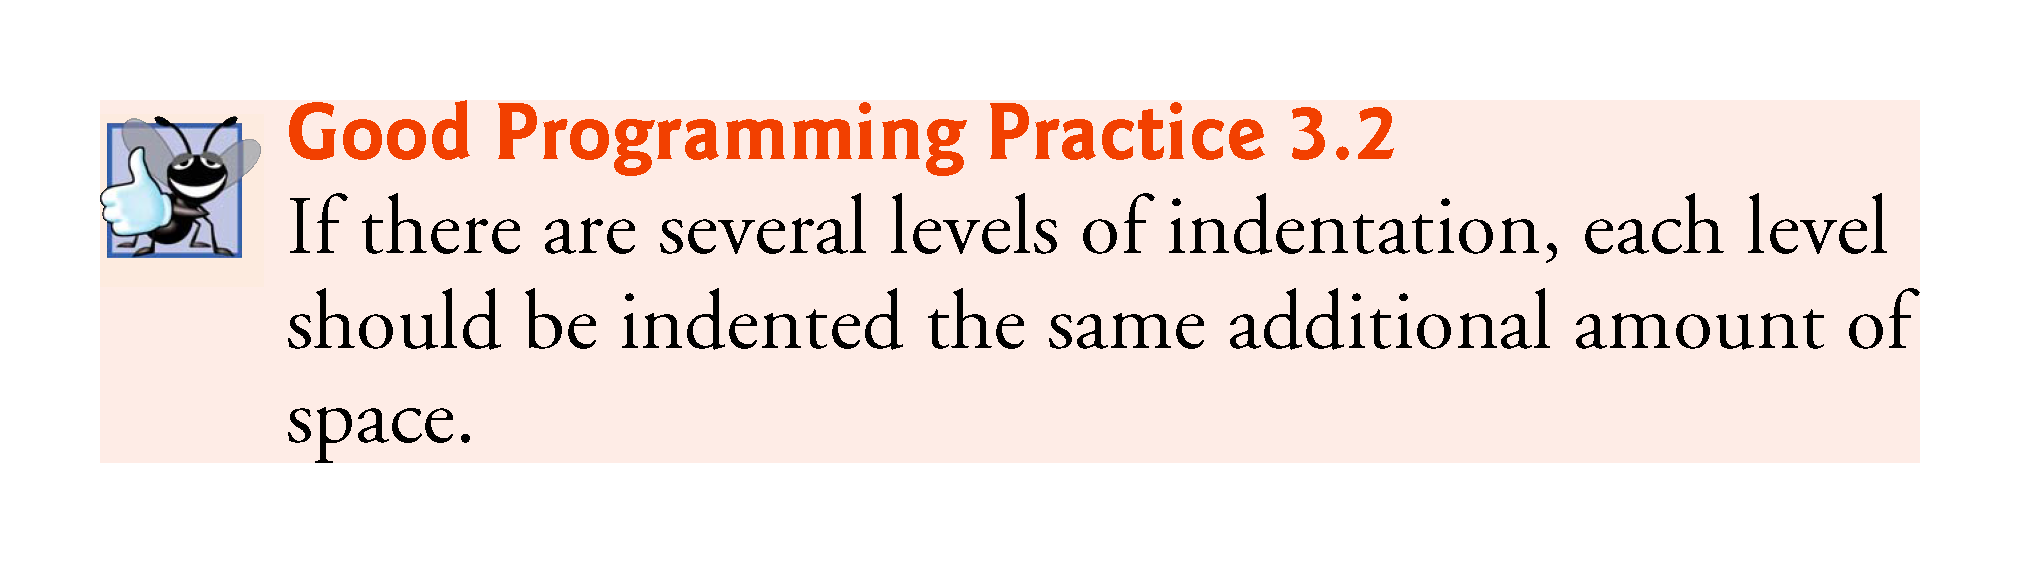 Good Programming Practice 3.2
If there are several levels of indentation, each level
should be indented the same additional amount of
space.